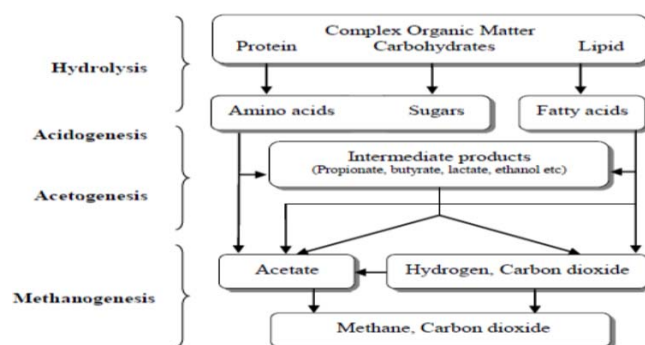 Complex Organic Matter
Protein Carbohydrates Lipid
Hydrolysis
Amino acids Sugars Fatty acids
Acidogenesis
Intermediate products
(Propionate, butyrate, lactate, ethanol etc)
Acetogenesis
Acetate Hydrogen, Carbon dioxide
Methanogenesis
Methane, Carbon dioxide